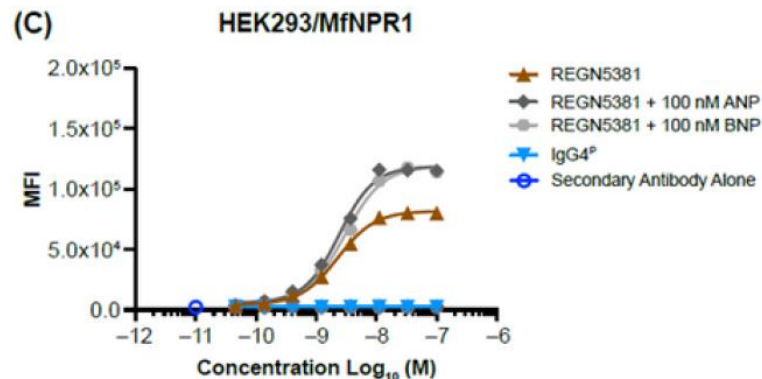 (C)
HEK293/MfNPR1
2.0x10⁵
1.5x10⁵
1.0x10⁵
5.0x10⁴
0.0
MFI
−12 −11 −10 −9 −8 −7 −6
Concentration Log₁₀ (M)
REGN5381
REGN5381 + 100 nM ANP
REGN5381 + 100 nM BNP
IgG4ᴾ
Secondary Antibody Alone